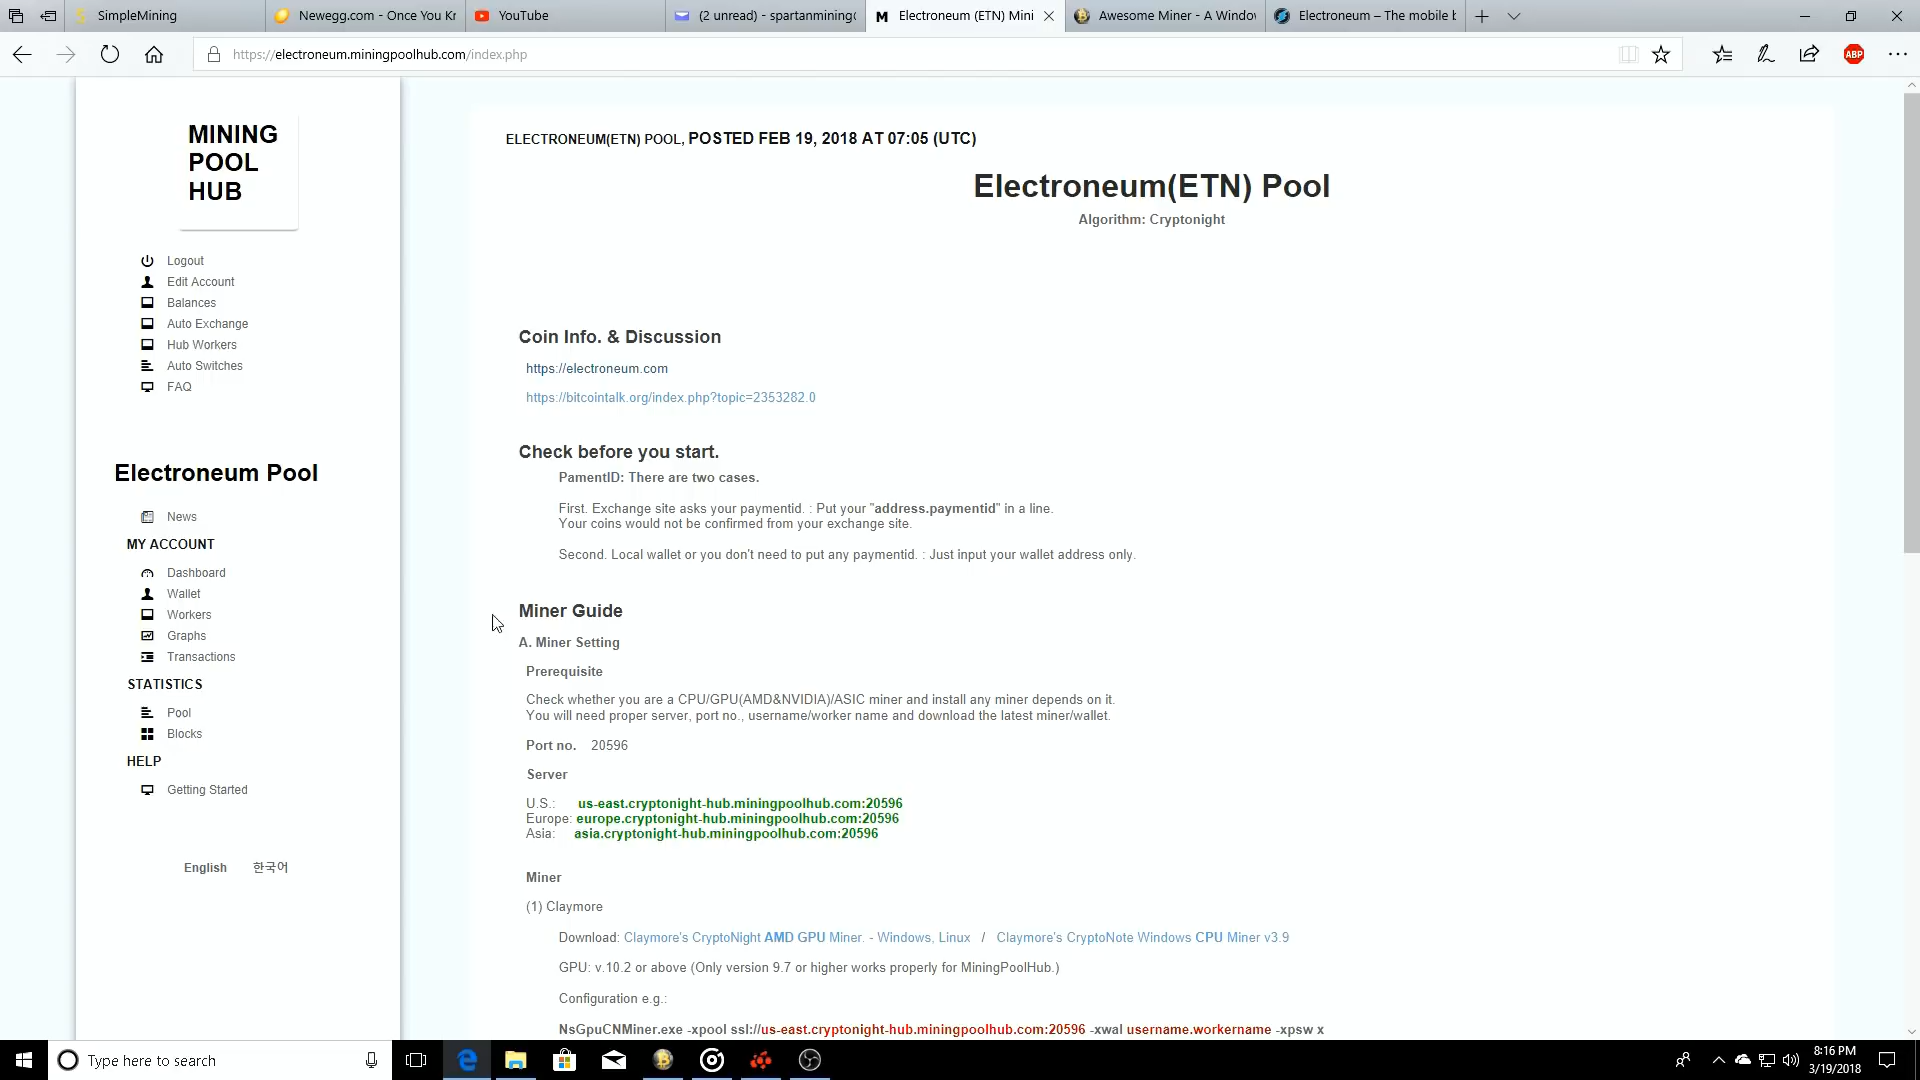 SimpleMining
Newegg.com - Once You Kr
YouTube
(2 unread) - spartanmining(
M
Electroneum (ETN) Mini
Awesome Miner - A Windo
Electroneum – The mobile b
https://electroneum.miningpoolhub.com/index.php
ABP
MINING
POOL
HUB
Logout
Edit Account
Balances
Auto Exchange
Hub Workers
Auto Switches
FAQ
Electroneum Pool
News
MY ACCOUNT
Dashboard
Wallet
Workers
Graphs
Transactions
STATISTICS
Pool
Blocks
HELP
Getting Started
English 한국어
ELECTRONEUM(ETN) POOL, POSTED FEB 19, 2018 AT 07:05 (UTC)
Electroneum(ETN) Pool
Algorithm: Cryptonight
Coin Info. & Discussion
https://electroneum.com
https://bitcointalk.org/index.php?topic=2353282.0
Check before you start.
PamentID: There are two cases.
First. Exchange site asks your paymentid. : Put your "address.paymentid" in a line.
Your coins would not be confirmed from your exchange site.
Second. Local wallet or you don't need to put any paymentid. : Just input your wallet address only.
Miner Guide
A. Miner Setting
Prerequisite
Check whether you are a CPU/GPU(AMD&NVIDIA)/ASIC miner and install any miner depends on it.
You will need proper server, port no., username/worker name and download the latest miner/wallet.
Port no. 20596
Server
U.S.: us-east.cryptonight-hub.miningpoolhub.com:20596
Europe: europe.cryptonight-hub.miningpoolhub.com:20596
Asia: asia.cryptonight-hub.miningpoolhub.com:20596
Miner
(1) Claymore
Download: Claymore's CryptoNight AMD GPU Miner. - Windows, Linux / Claymore's CryptoNote Windows CPU Miner v3.9
GPU: v.10.2 or above (Only version 9.7 or higher works properly for MiningPoolHub.)
Configuration e.g.:
NsGpuCNMiner.exe -xpool ssl://us-east.cryptonight-hub.miningpoolhub.com:20596 -xwal username.workername -xpsw x
Type here to search
8:16 PM
3/19/2018